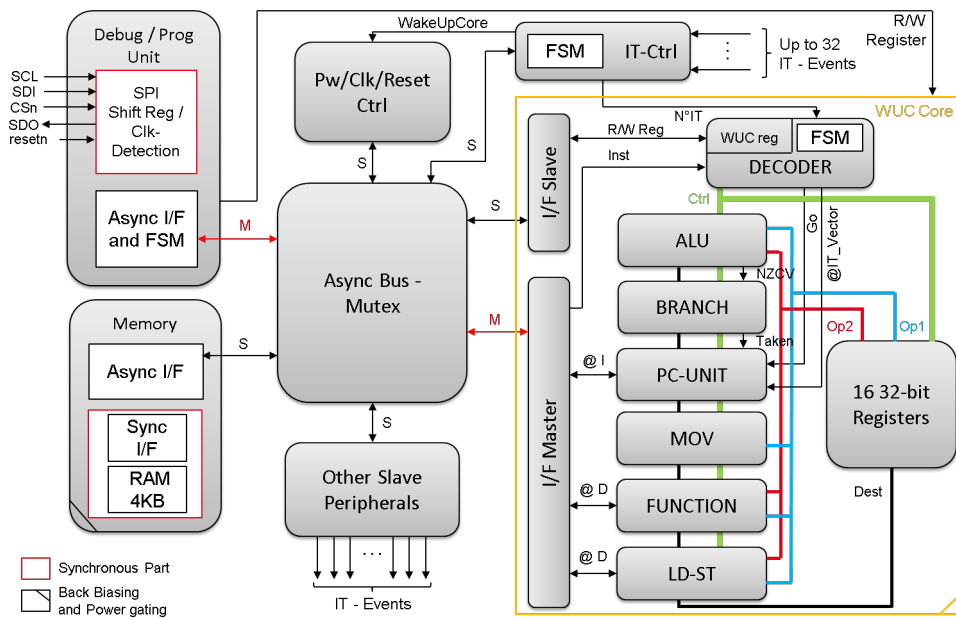 Debug / Prog
Unit
SCL
SDI
CSn
SDO
resetn
SPI
Shift Reg /
Clk-
Detection
Async I/F
and FSM
M
Memory
Async I/F
S
Sync
I/F
RAM
4KB
Synchronous Part
Back Biasing
and Power gating
WakeUpCore
Pw/Clk/Reset
Ctrl
S
S
Async Bus -
Mutex
S
M
S
Other Slave
Peripherals
...
IT - Events
FSM
IT-Ctrl
Up to 32
IT - Events
R/W
Register
WUC Core
N°IT
I/F Slave
R/W Reg
Inst
WUC reg
FSM
DECODER
Ctrl
Go
@IT_Vector
ALU
NZCV
BRANCH
Taken
Op2
Op1
I/F Master
@ I
PC-UNIT
16 32-bit
Registers
MOV
Dest
@ D
FUNCTION
@ D
LD-ST